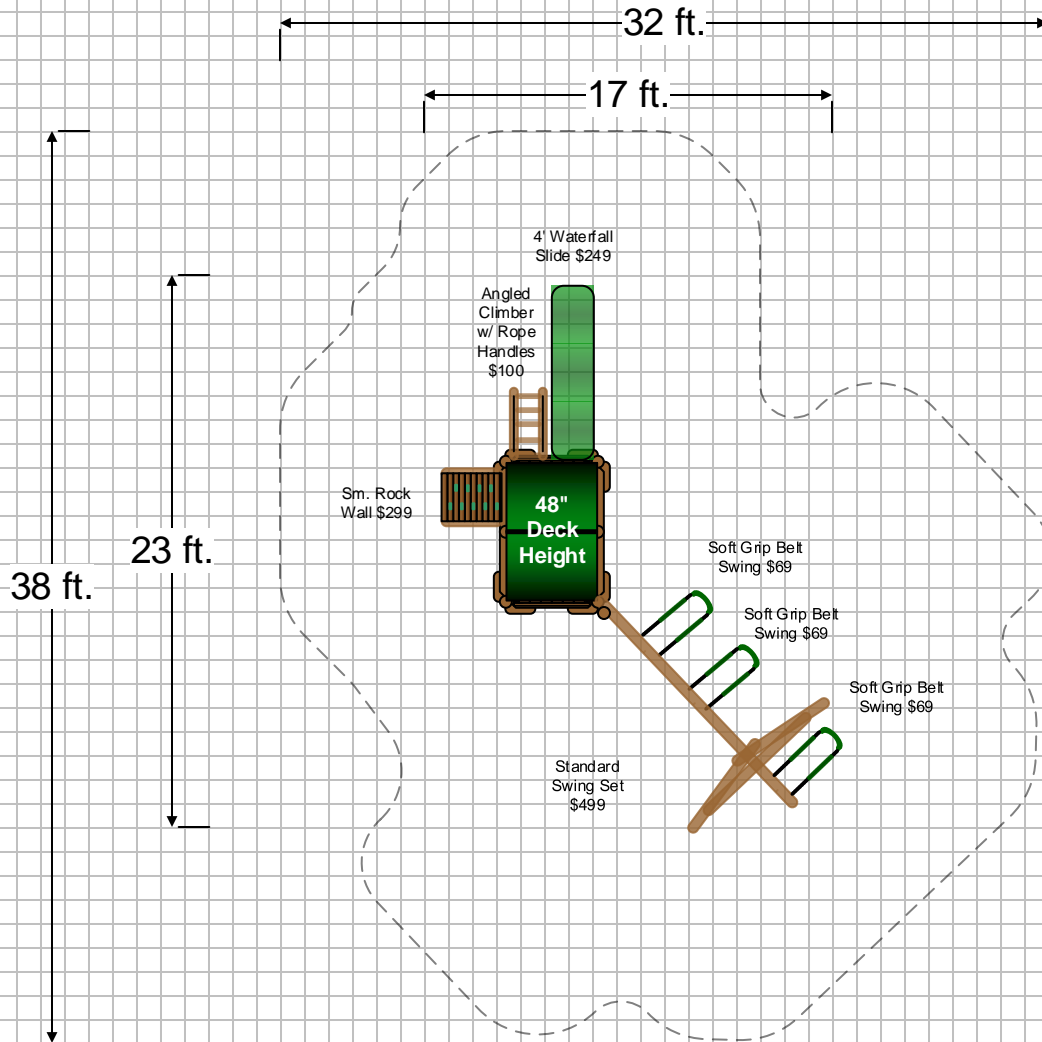 32 ft.
17 ft.
4' Waterfall
Slide $249
Angled
Climber
w/ Rope
Handles
$100
Sm. Rock
Wall $299
48"
Deck
Height
23 ft.
38 ft.
Soft Grip Belt
Swing $69
Soft Grip Belt
Swing $69
Soft Grip Belt
Swing $69
Standard
Swing Set
$499